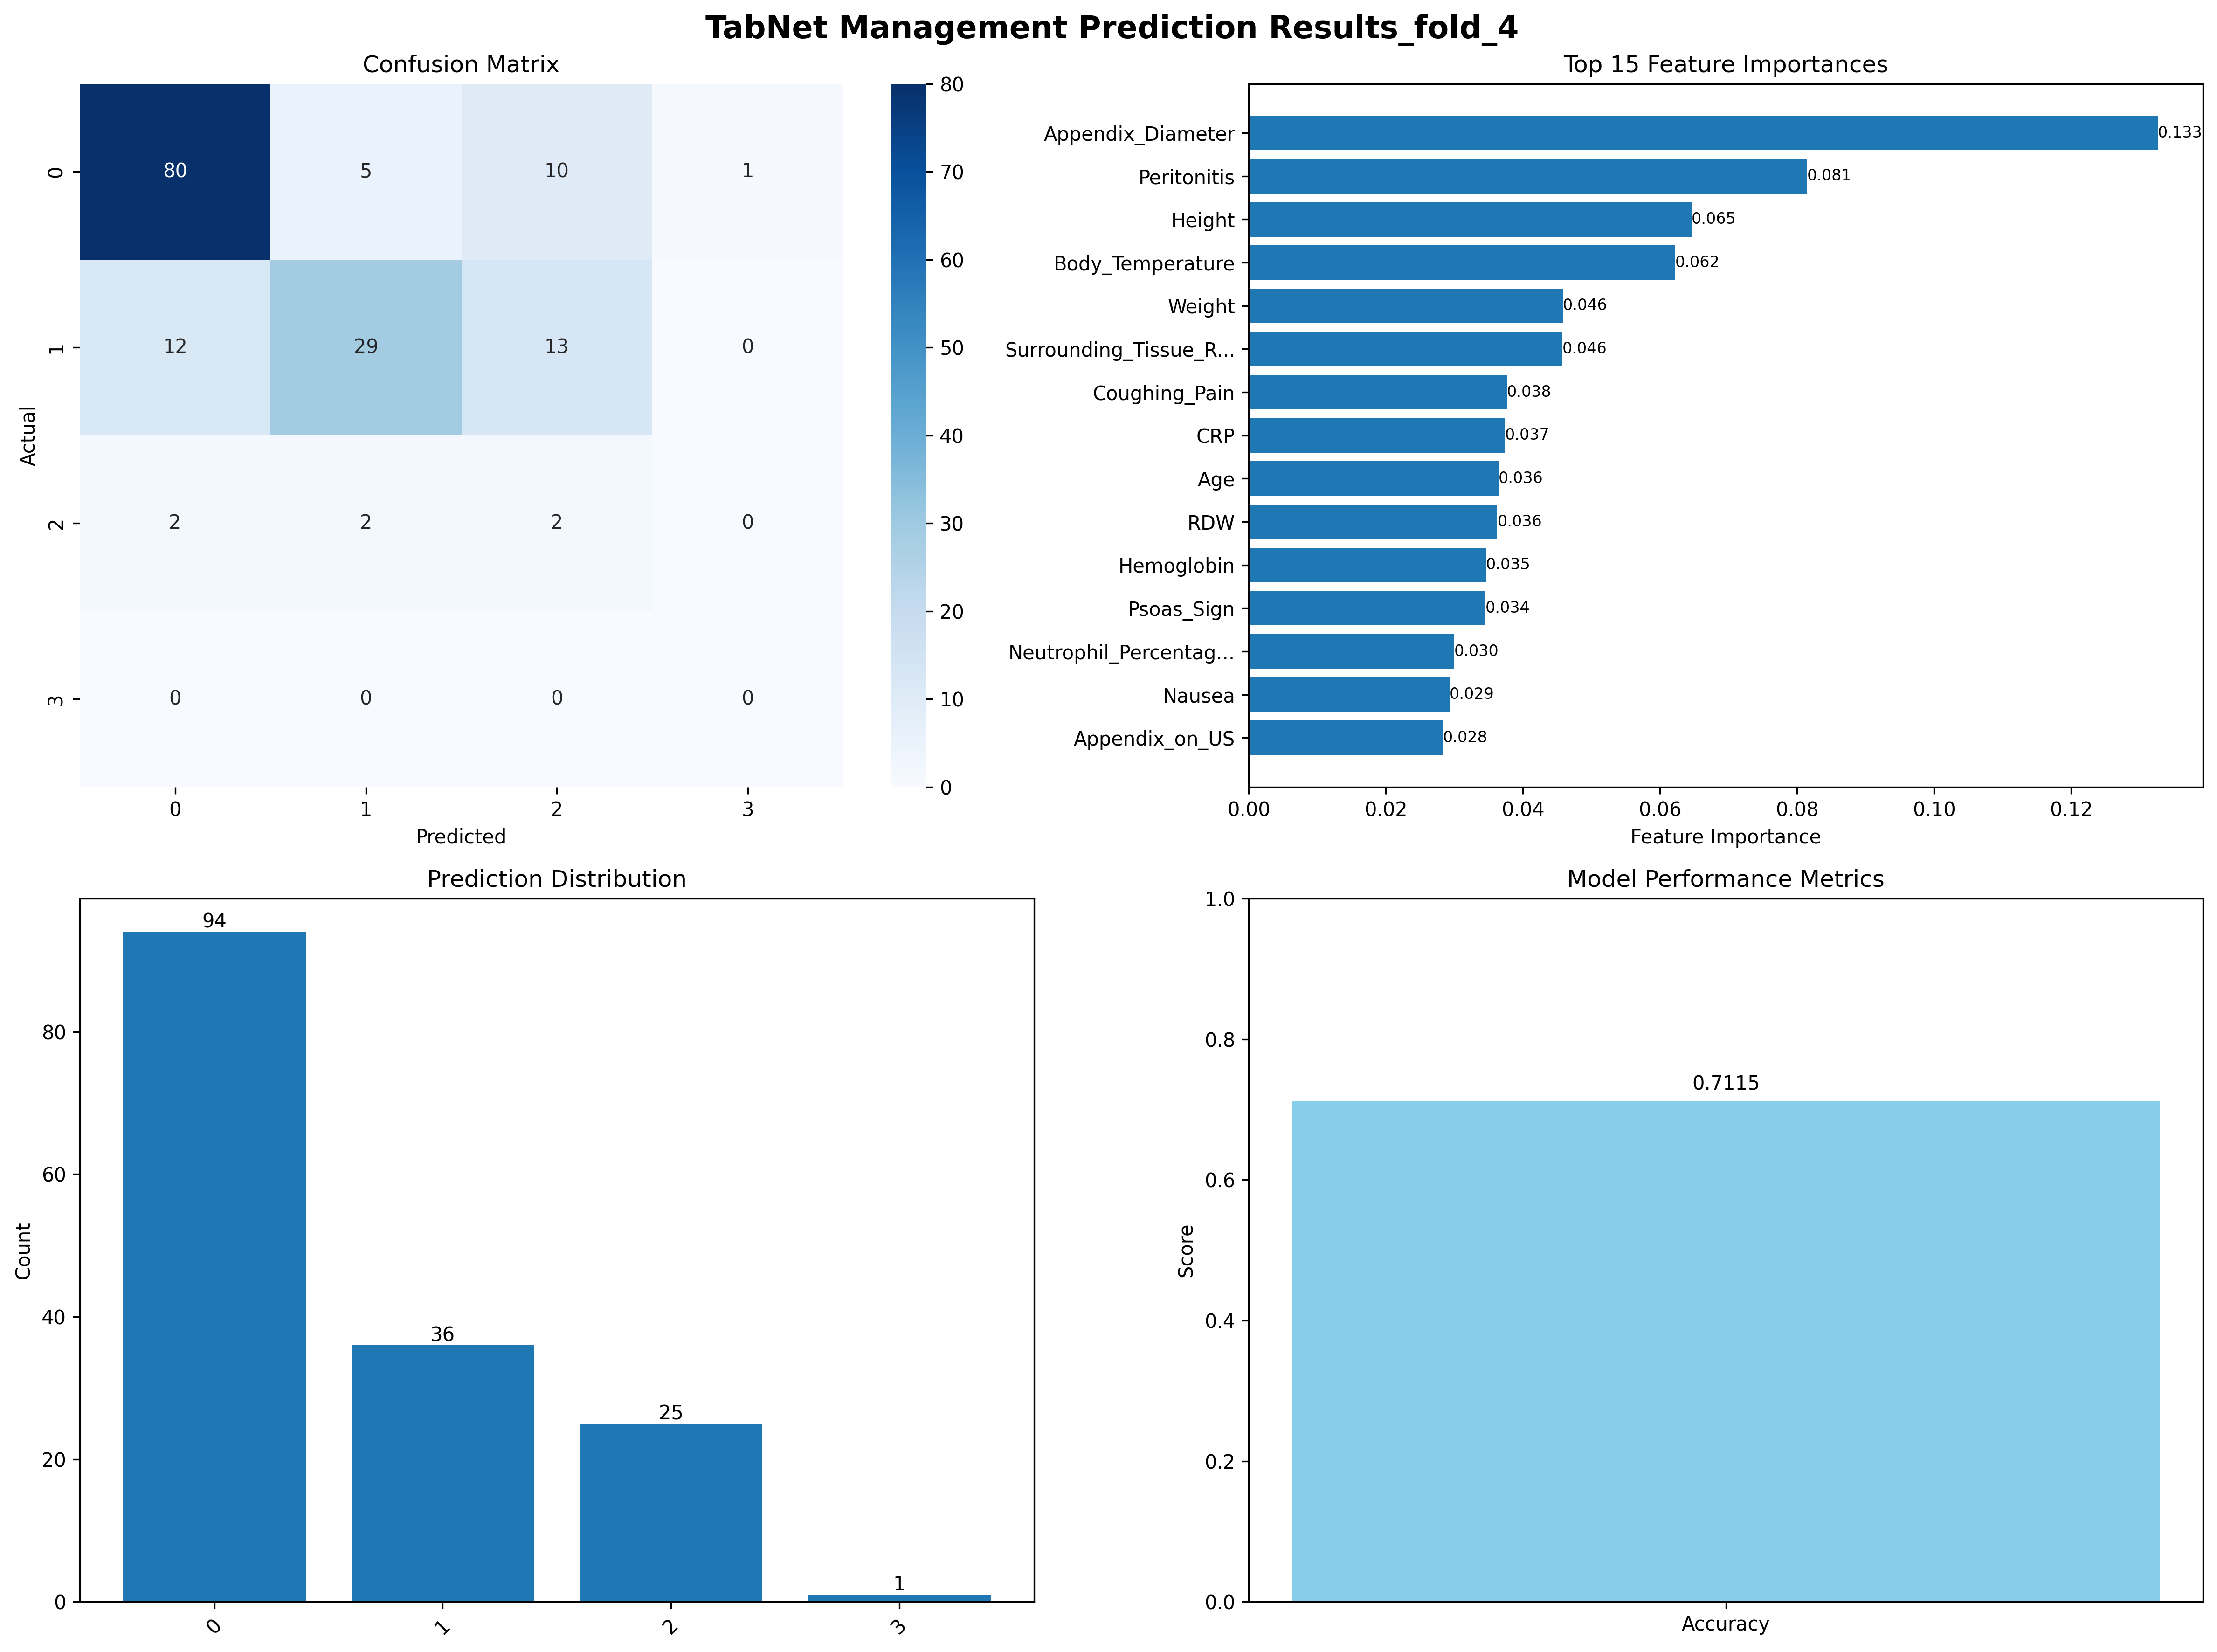 TabNet Management Prediction Results_fold_4
Confusion Matrix
Actual
0
80 5 10 1
1
12 29 13 0
2
2 2 2 0
3
0 0 0 0
0 1 2 3
Predicted
80
70
60
50
40
30
20
10
0
Top 15 Feature Importances
Appendix_Diameter 0.133
Peritonitis 0.081
Height 0.065
Body_Temperature 0.062
Weight 0.046
Surrounding_Tissue_R... 0.046
Coughing_Pain 0.038
CRP 0.037
Age 0.036
RDW 0.036
Hemoglobin 0.035
Psoas_Sign 0.034
Neutrophil_Percentag... 0.030
Nausea 0.029
Appendix_on_US 0.028
0.00 0.02 0.04 0.06 0.08 0.10 0.12
Feature Importance
Prediction Distribution
Count
80
60
40
20
0
94
36
25
1
0 1 2 3
Model Performance Metrics
Score
1.0
0.8
0.6
0.4
0.2
0.0
0.7115
Accuracy